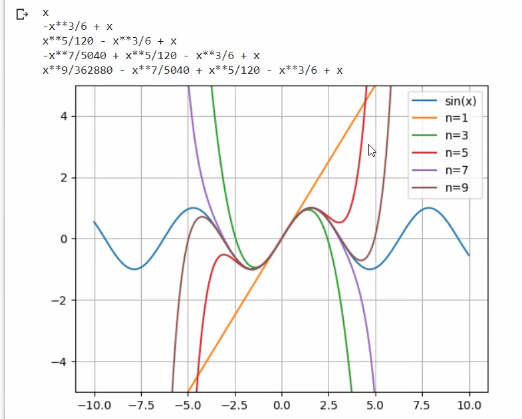 x
-x**3/6 + x
x**5/120 - x**3/6 + x
-x**7/5040 + x**5/120 - x**3/6 + x
x**9/362880 - x**7/5040 + x**5/120 - x**3/6 + x
sin(x)
n=1
n=3
n=5
n=7
n=9
4
2
0
−2
−4
−10.0 −7.5 −5.0 −2.5 0.0 2.5 5.0 7.5 10.0